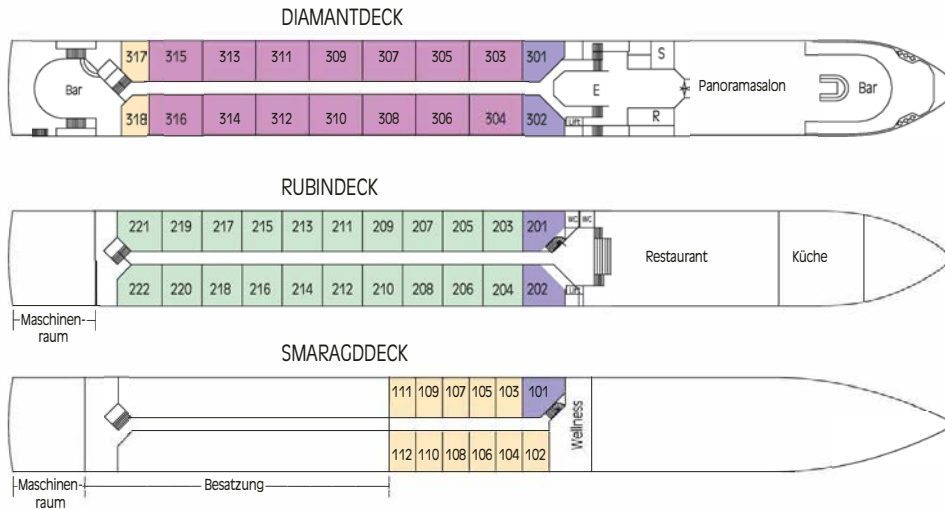 DIAMANTDECK
317 315 313 311 309 307 305 303 301
S
Bar
E
Panoramasalon
Bar
318 316 314 312 310 308 306 304 302
Lift
R
RUBINDECK
221 219 217 215 213 211 209 207 205 203 201
WC WC
Restaurant
Küche
222 220 218 216 214 212 210 208 206 204 202
Lift
Maschinen-
raum
SMARAGDDECK
111 109 107 105 103 101
Wellness
112 110 108 106 104 102
Maschinen-
raum
Besatzung